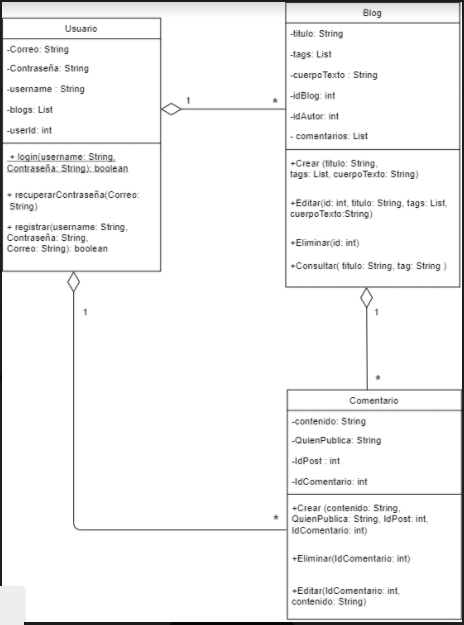 Usuario
-Correo: String
-Contraseña: String
-username : String
-blogs: List
-userId: int
+ login(username: String,
Contraseña: String): boolean
+ recuperarContraseña(Correo:
String)
+ registrar(username: String,
Contraseña: String,
Correo: String): boolean
1
*
Blog
-titulo: String
-tags: List
-cuerpoTexto : String
-idBlog: int
-idAutor: int
- comentarios: List
+Crear (titulo: String,
tags: List, cuerpoTexto: String)
+Editar(id: int, titulo: String, tags: List,
cuerpoTexto:String)
+Eliminar(id: int)
+Consultar( titulo: String, tag: String )
1
1
*
*
Comentario
-contenido: String
-QuienPublica: String
-IdPost : int
-IdComentario: int
+Crear (contenido: String,
QuienPublica: String, IdPost: int,
IdComentario: int)
+Eliminar(IdComentario: int)
+Editar(IdComentario: int,
contenido: String)